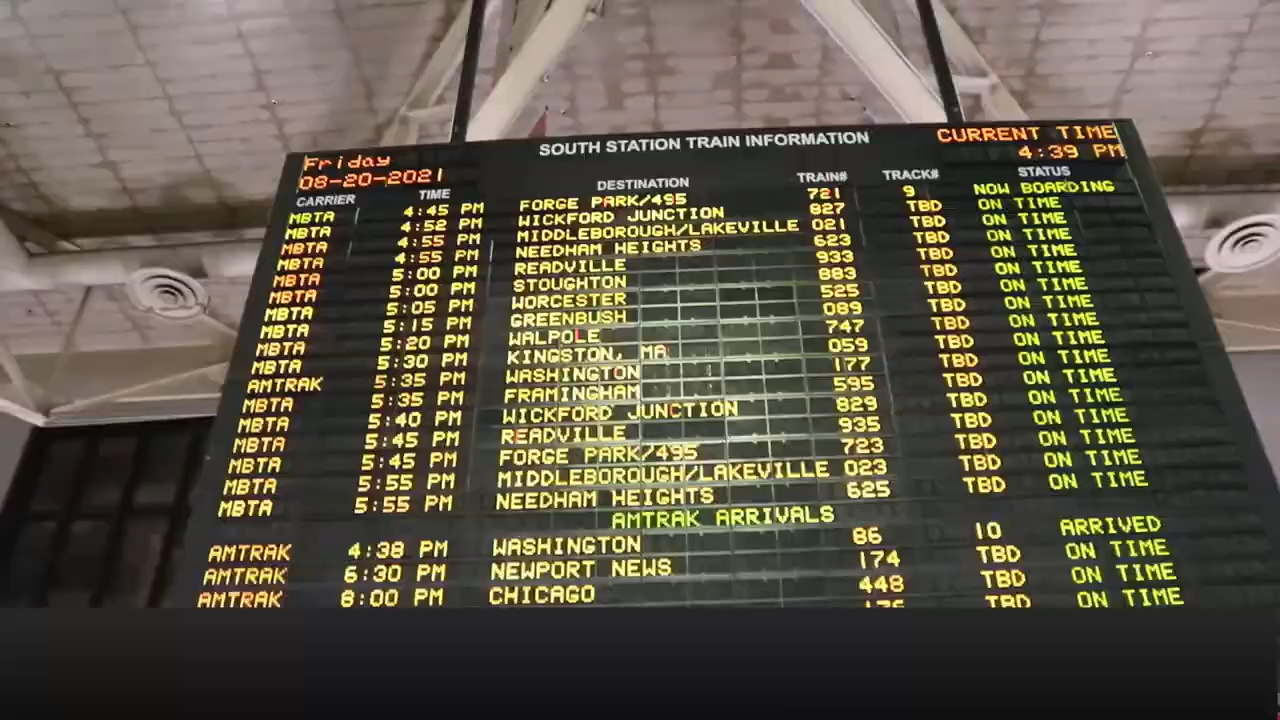 Friday
08-20-2021
SOUTH STATION TRAIN INFORMATION
CURRENT TIME
4:39 PM
CARRIER TIME DESTINATION TRAIN# TRACK# STATUS
MBTA 4:45 PM FORGE PARK/495 721 9 NOW BOARDING
MBTA 4:52 PM WICKFORD JUNCTION 827 TBD ON TIME
MBTA 4:55 PM MIDDLEBOROUGH/LAKEVILLE 021 TBD ON TIME
MBTA 4:55 PM NEEDHAM HEIGHTS 623 TBD ON TIME
MBTA 5:00 PM READVILLE 933 TBD ON TIME
MBTA 5:00 PM STOUGHTON 883 TBD ON TIME
MBTA 5:05 PM WORCESTER 525 TBD ON TIME
MBTA 5:15 PM GREENBUSH 089 TBD ON TIME
MBTA 5:20 PM WALPOLE 747 TBD ON TIME
MBTA 5:30 PM KINGSTON, MA 059 TBD ON TIME
AMTRAK 5:35 PM WASHINGTON 177 TBD ON TIME
MBTA 5:35 PM FRAMINGHAM 595 TBD ON TIME
MBTA 5:40 PM WICKFORD JUNCTION 829 TBD ON TIME
MBTA 5:45 PM READVILLE 935 TBD ON TIME
MBTA 5:45 PM FORGE PARK/495 723 TBD ON TIME
MBTA 5:55 PM MIDDLEBOROUGH/LAKEVILLE 023 TBD ON TIME
MBTA 5:55 PM NEEDHAM HEIGHTS 625 TBD ON TIME
AMTRAK ARRIVALS
AMTRAK 4:38 PM WASHINGTON 86 10 ARRIVED
AMTRAK 6:30 PM NEWPORT NEWS 174 TBD ON TIME
AMTRAK 8:00 PM CHICAGO 448 TBD ON TIME
TBD ON TIME